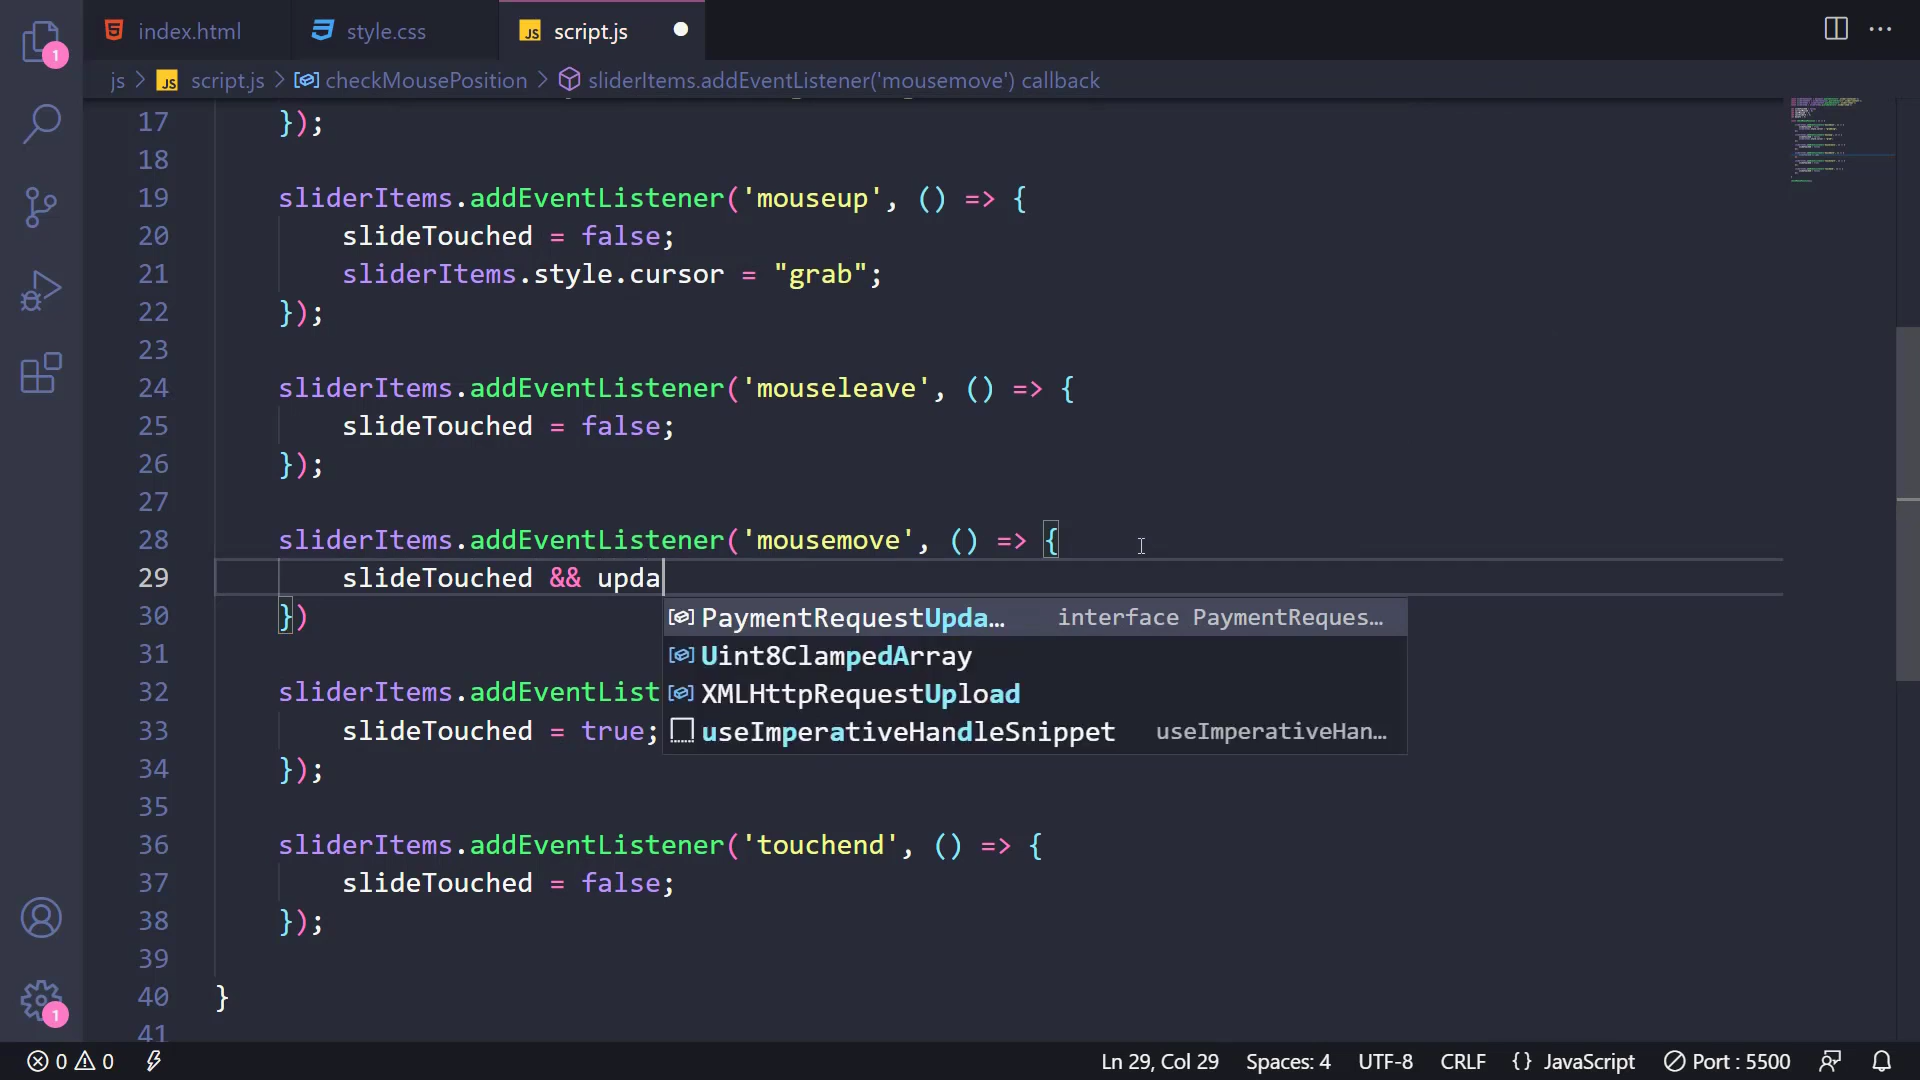 1
index.html
style.css
JS script.js
js > JS script.js > checkMousePosition > sliderItems.addEventListener('mousemove') callback
17 });
18
19 sliderItems.addEventListener('mouseup', () => {
20 slideTouched = false;
21 sliderItems.style.cursor = "grab";
22 });
23
24 sliderItems.addEventListener('mouseleave', () => {
25 slideTouched = false;
26 });
27
28 sliderItems.addEventListener('mousemove', () => {
29 slideTouched && upda
30 })
PaymentRequestUpda… interface PaymentReques…
Uint8ClampedArray
XMLHttpRequestUpload
useImperativeHandleSnippet useImperativeHan…
31
32 sliderItems.addEventList
33 slideTouched = true;
34 });
35
36 sliderItems.addEventListener('touchend', () => {
37 slideTouched = false;
38 });
39
40 }
41
1
0 0 Ln 29, Col 29 Spaces: 4 UTF-8 CRLF {} JavaScript Port : 5500